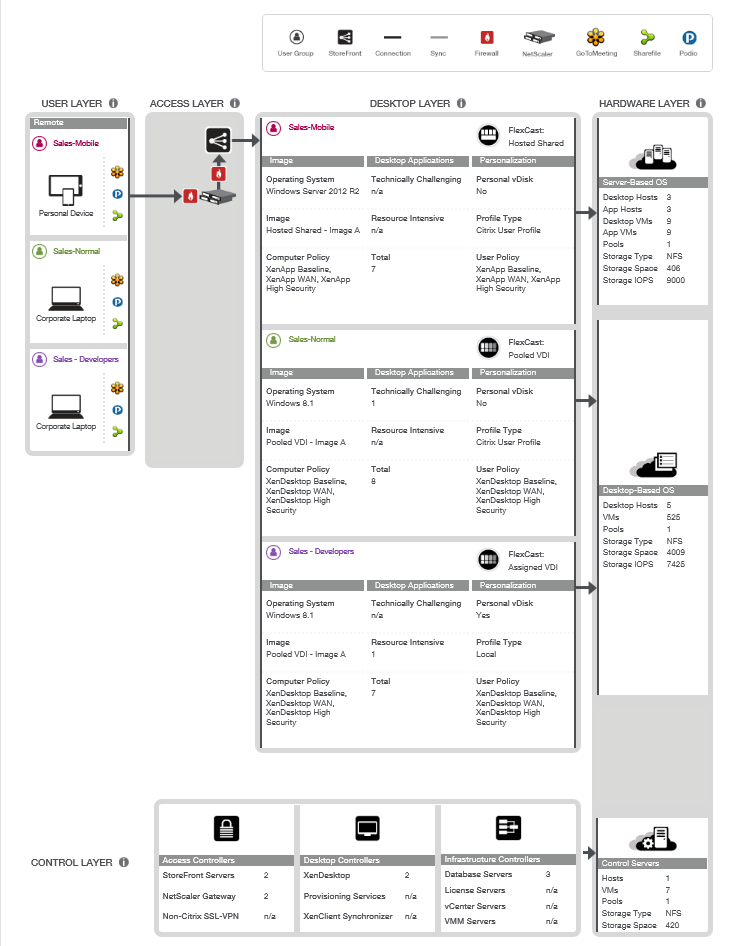 User Group StoreFront Connection Sync Firewall NetScaler GoToMeeting Sharefile Podio
USER LAYER
ACCESS LAYER
DESKTOP LAYER
HARDWARE LAYER
Remote
Sales-Mobile
Personal Device
Sales-Normal
Corporate Laptop
Sales - Developers
Corporate Laptop
Sales-Mobile
FlexCast:
Hosted Shared
Image Desktop Applications Personalization
Operating System Technically Challenging Personal vDisk
Windows Server 2012 R2 n/a No
Image Resource Intensive Profile Type
Hosted Shared - Image A n/a Citrix User Profile
Computer Policy Total User Policy
XenApp Baseline, 7 XenApp Baseline,
XenApp WAN, XenApp XenApp WAN, XenApp
High Security High Security
Sales-Normal
FlexCast:
Pooled VDI
Image Desktop Applications Personalization
Operating System Technically Challenging Personal vDisk
Windows 8.1 1 No
Image Resource Intensive Profile Type
Pooled VDI - Image A n/a Citrix User Profile
Computer Policy Total User Policy
XenDesktop Baseline, 8 XenDesktop Baseline,
XenDesktop WAN, XenDesktop WAN,
XenDesktop High XenDesktop High
Security Security
Sales - Developers
FlexCast:
Assigned VDI
Image Desktop Applications Personalization
Operating System Technically Challenging Personal vDisk
Windows 8.1 n/a Yes
Image Resource Intensive Profile Type
Pooled VDI - Image A 1 Local
Computer Policy Total User Policy
XenDesktop Baseline, 7 XenDesktop Baseline,
XenDesktop WAN, XenDesktop WAN,
XenDesktop High XenDesktop High
Security Security
Server-Based OS
Desktop Hosts 3
App Hosts 3
Desktop VMs 9
App VMs 9
Pools 1
Storage Type NFS
Storage Space 406
Storage IOPS 9000
Desktop-Based OS
Desktop Hosts 5
VMs 525
Pools 1
Storage Type NFS
Storage Space 4009
Storage IOPS 7425
CONTROL LAYER
Access Controllers
StoreFront Servers 2
NetScaler Gateway 2
Non-Citrix SSL-VPN n/a
Desktop Controllers
XenDesktop 2
Provisioning Services n/a
XenClient Synchronizer n/a
Infrastructure Controllers
Database Servers 3
License Servers n/a
vCenter Servers n/a
VMM Servers n/a
Control Servers
Hosts 1
VMs 7
Pools 1
Storage Type NFS
Storage Space 420